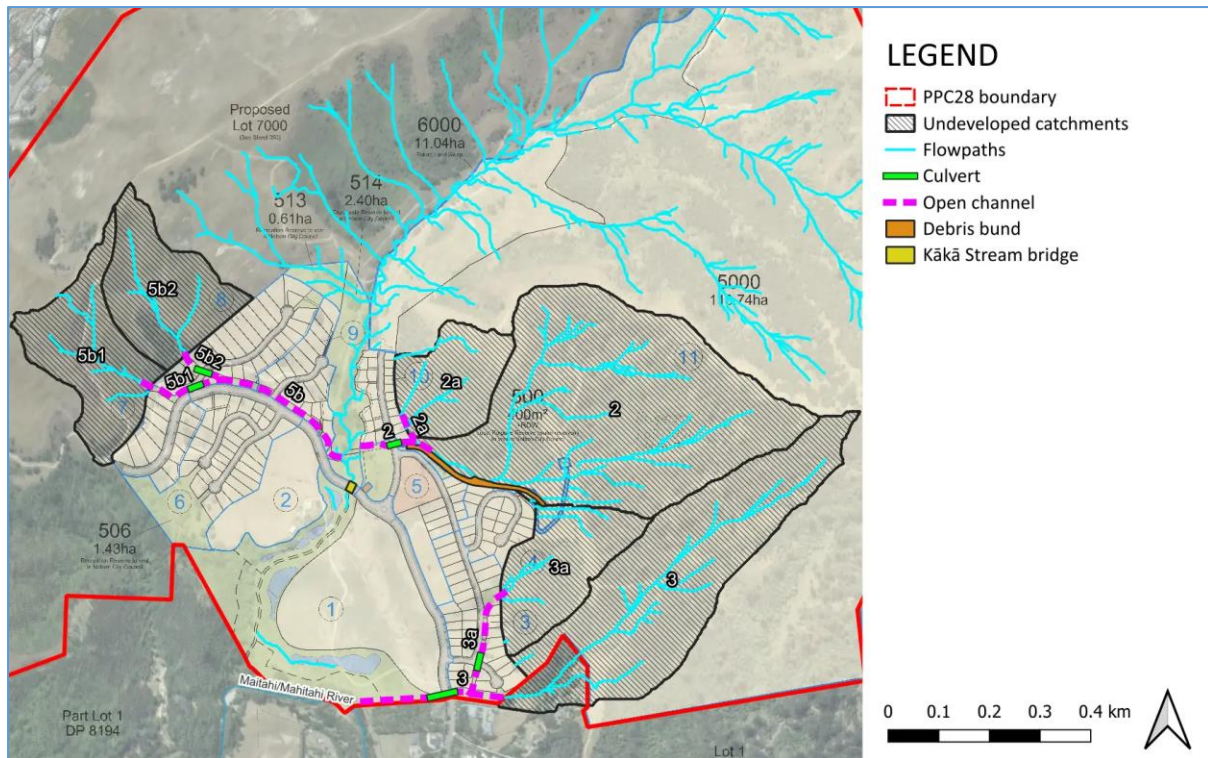 Proposed
Lot 7000
6000
11.04ha
514
2.40ha
513
0.61ha
5000
5b2
8
5b1
9
11
10
2a
500
2
5b2
5b1
5b
7
2
2a
5
6
2
506
1.43ha
4
3a
3
1
3
3a
3
Maitahi/Mahitahi River
Part Lot 1
DP 8194
Lot 1
LEGEND
PPC28 boundary
Undeveloped catchments
Flowpaths
Culvert
Open channel
Debris bund
Kākā Stream bridge
0 0.1 0.2 0.3 0.4 km